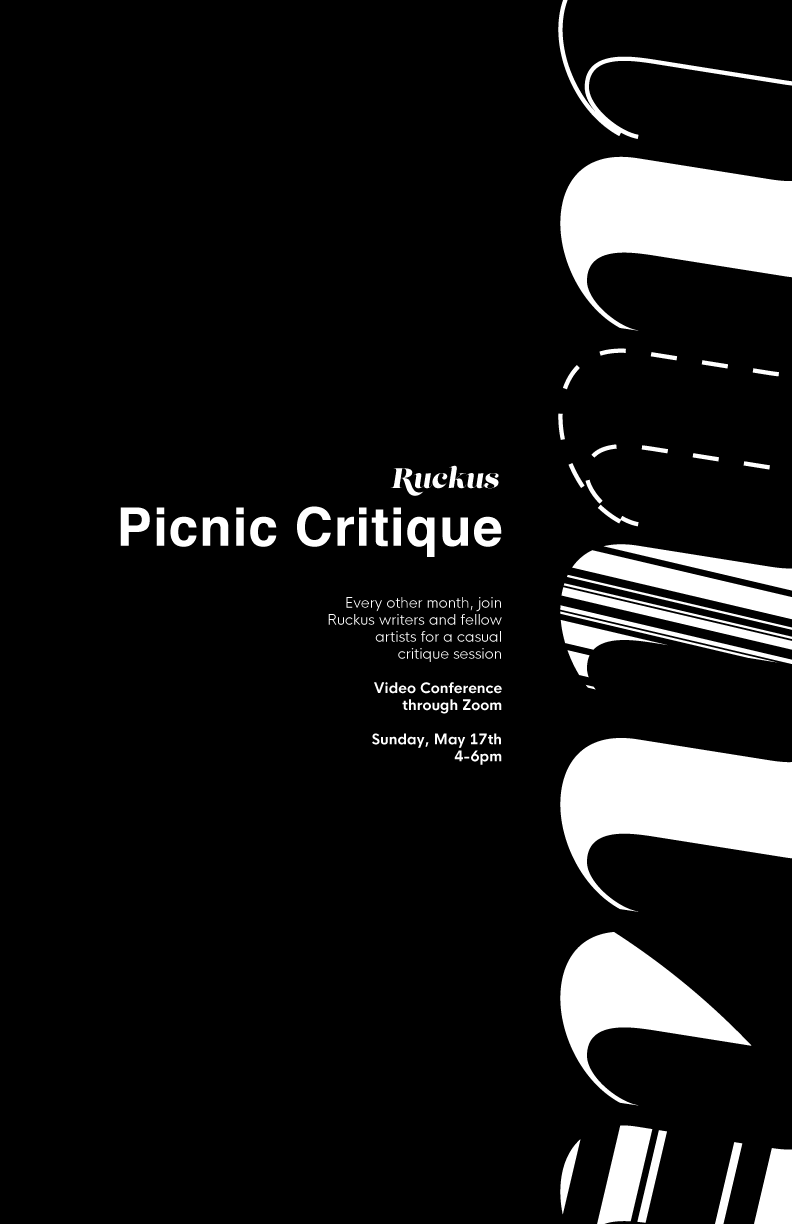 Ruckus
Picnic Critique
Every other month, join
Ruckus writers and fellow
artists for a casual
critique session
Video Conference
through Zoom
Sunday, May 17th
4-6pm